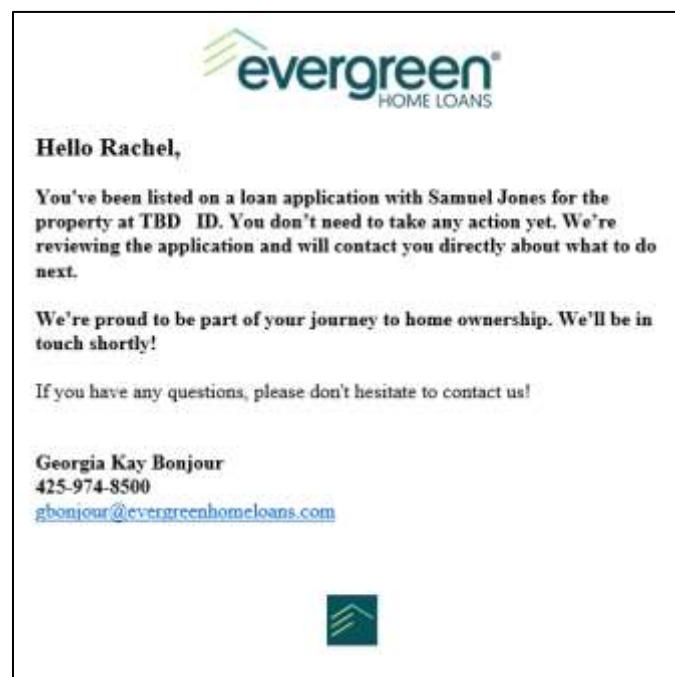 evergreen®
HOME LOANS
Hello Rachel,
You've been listed on a loan application with Samuel Jones for the
property at TBD ID. You don't need to take any action yet. We're
reviewing the application and will contact you directly about what to do
next.
We're proud to be part of your journey to home ownership. We'll be in
touch shortly!
If you have any questions, please don't hesitate to contact us!
Georgia Kay Bonjour
425-974-8500
gbonjour@evergreenhomeloans.com